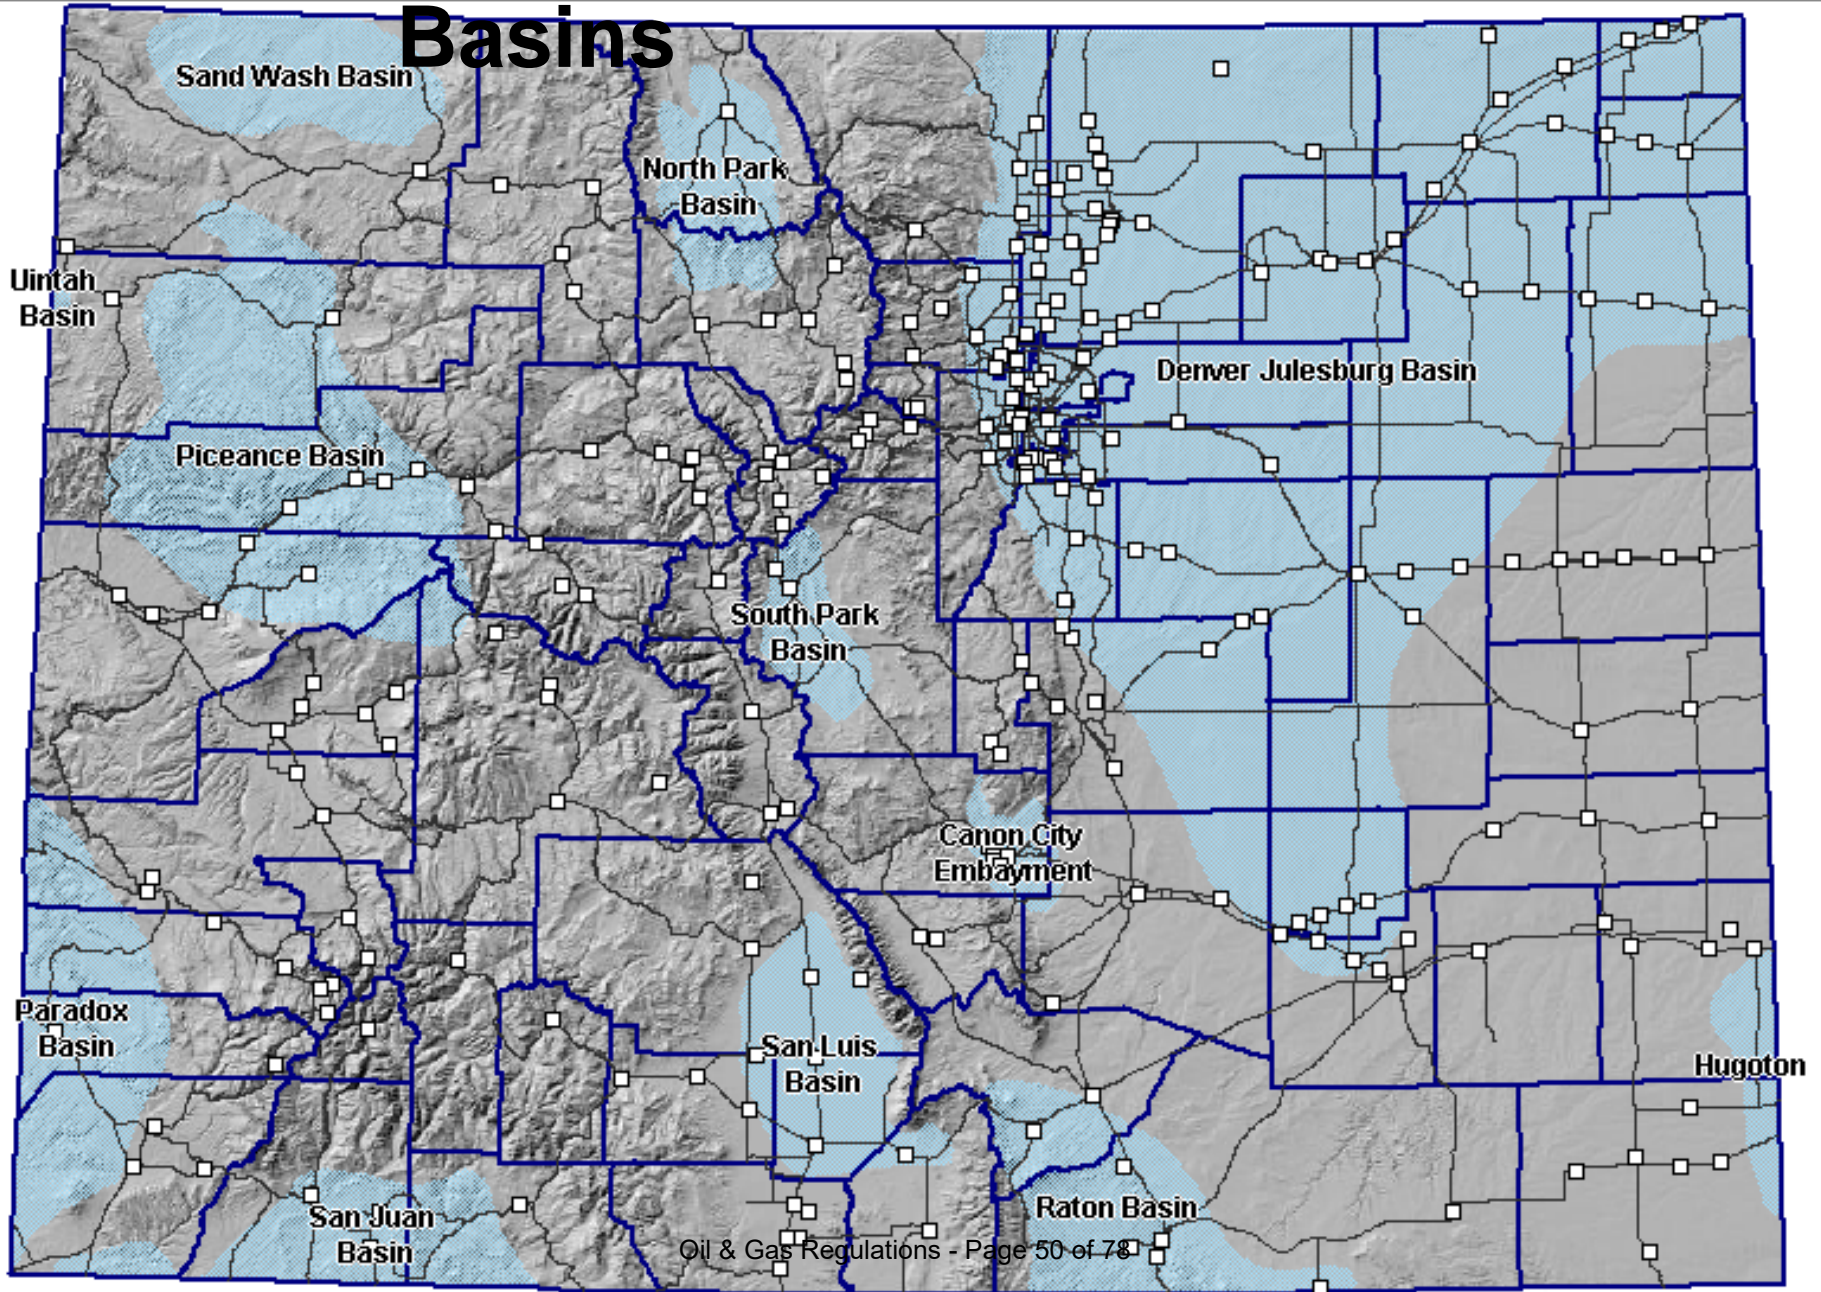 Basins
Sand Wash Basin
North Park
Basin
Uintah
Basin
Denver Julesburg Basin
Piceance Basin
South Park
Basin
Canon City
Embayment
Paradox
Basin
San Luis
Basin
Hugoton
Raton Basin
San Juan
Basin
Oil & Gas Regulations - Page 50 of 78